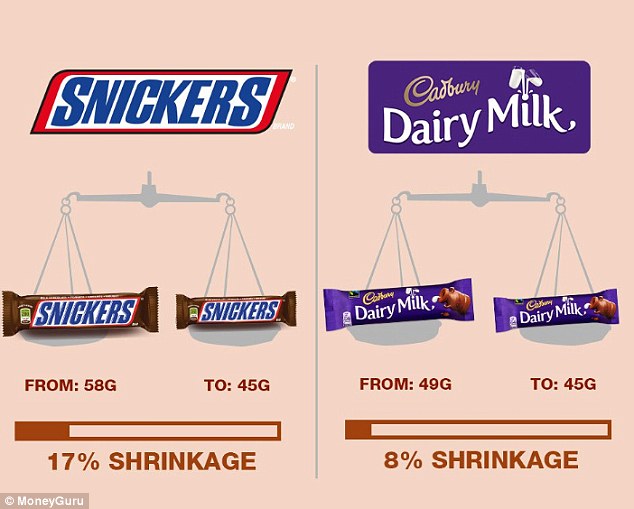 SNICKERS
BRAND
Cadbury
Dairy Milk
SNICKERS
SNICKERS
Cadbury
Dairy Milk
Cadbury
Dairy Milk
FROM: 58G
TO: 45G
FROM: 49G
TO: 45G
17% SHRINKAGE
8% SHRINKAGE
© MoneyGuru